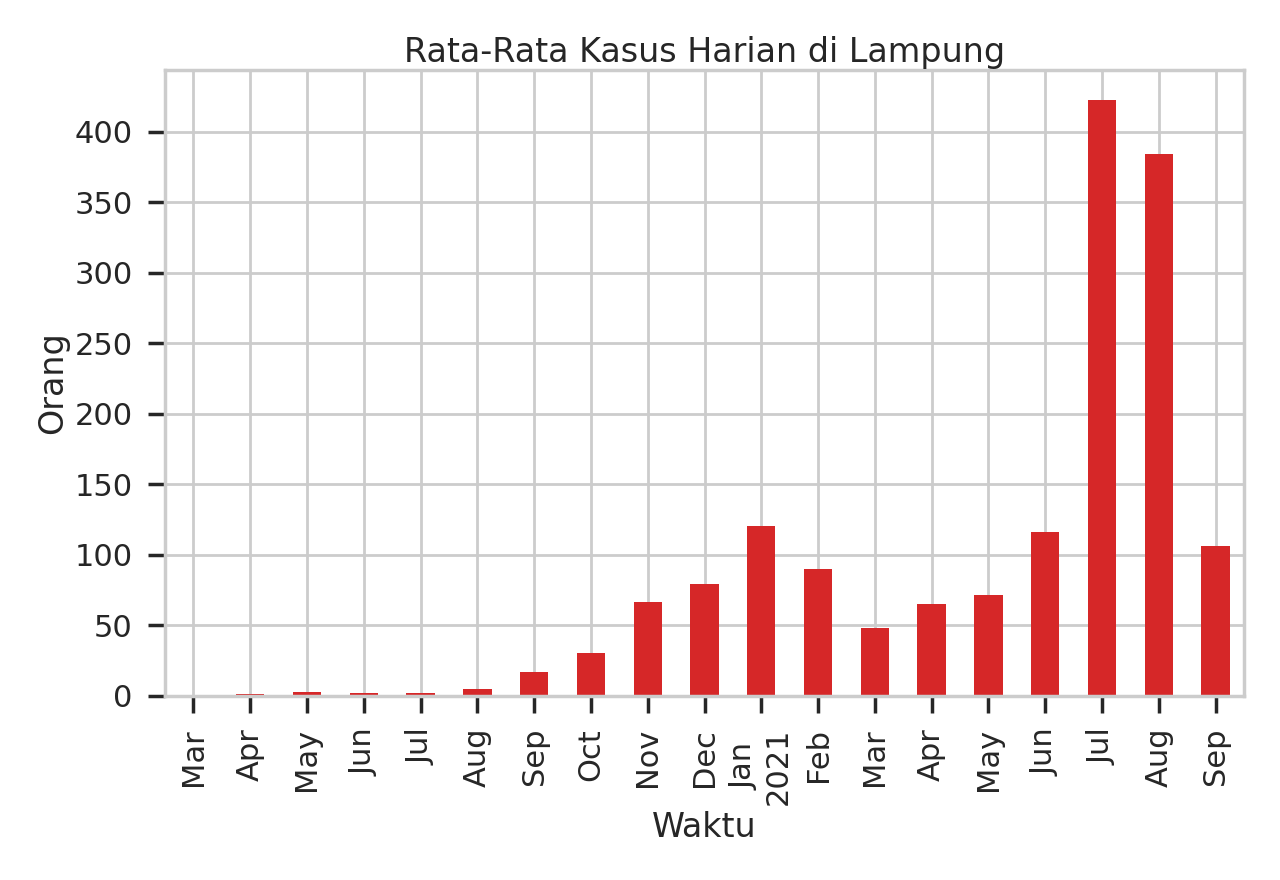 Rata-Rata Kasus Harian di Lampung
Orang
400
350
300
250
200
150
100
50
0
Mar
Apr
May
Jun
Jul
Aug
Sep
Oct
Nov
Dec
Jan
2021
Feb
Mar
Apr
May
Jun
Jul
Aug
Sep
Waktu